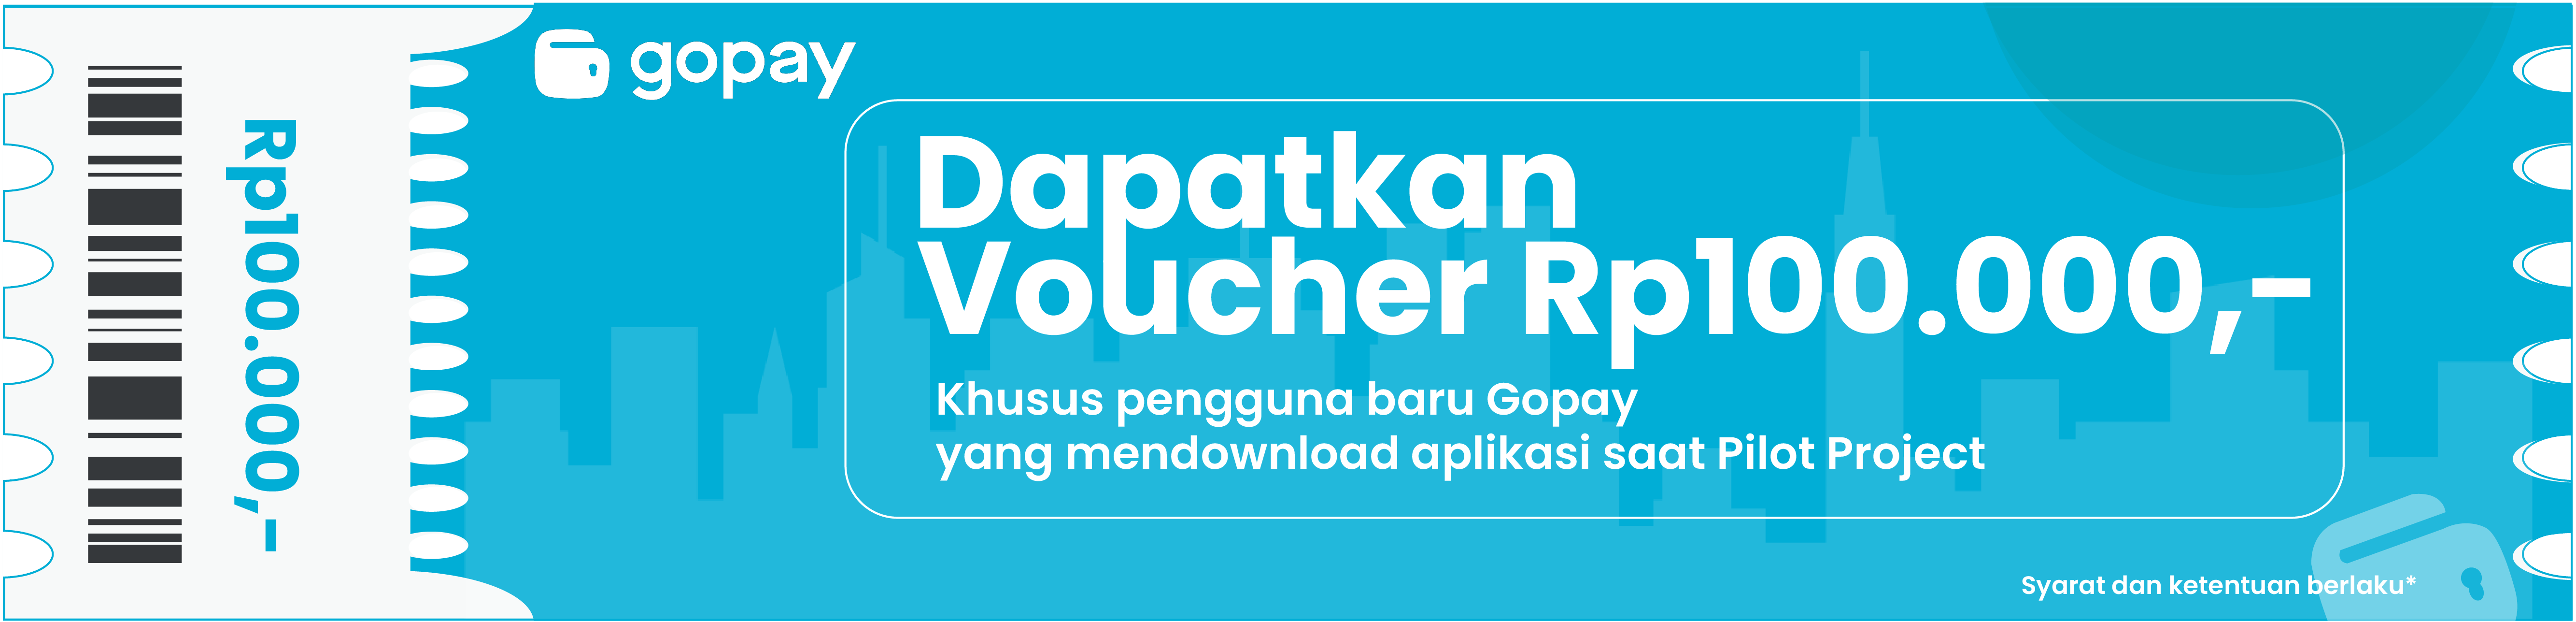 Rp100.000,-
gopay
Dapatkan
Voucher Rp100.000,-
Khusus pengguna baru Gopay
yang mendownload aplikasi saat Pilot Project
Syarat dan ketentuan berlaku*